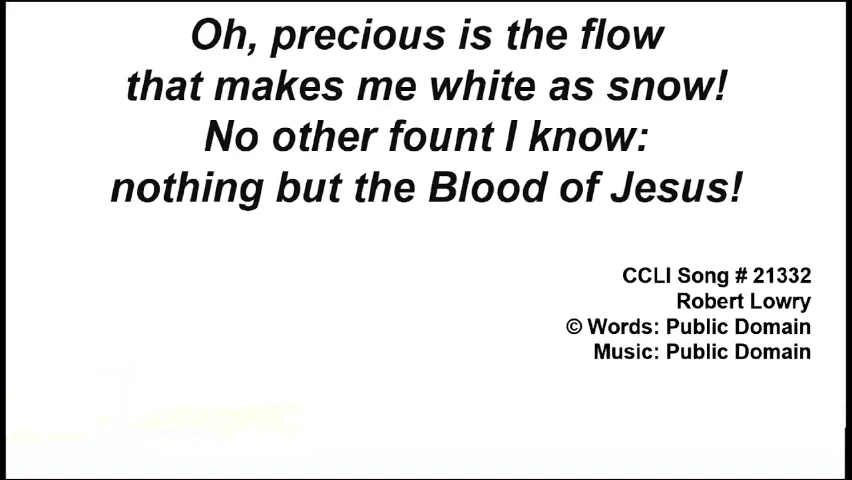 Oh, precious is the flow
that makes me white as snow!
No other fount I know:
nothing but the Blood of Jesus!
CCLI Song # 21332
Robert Lowry
© Words: Public Domain
Music: Public Domain